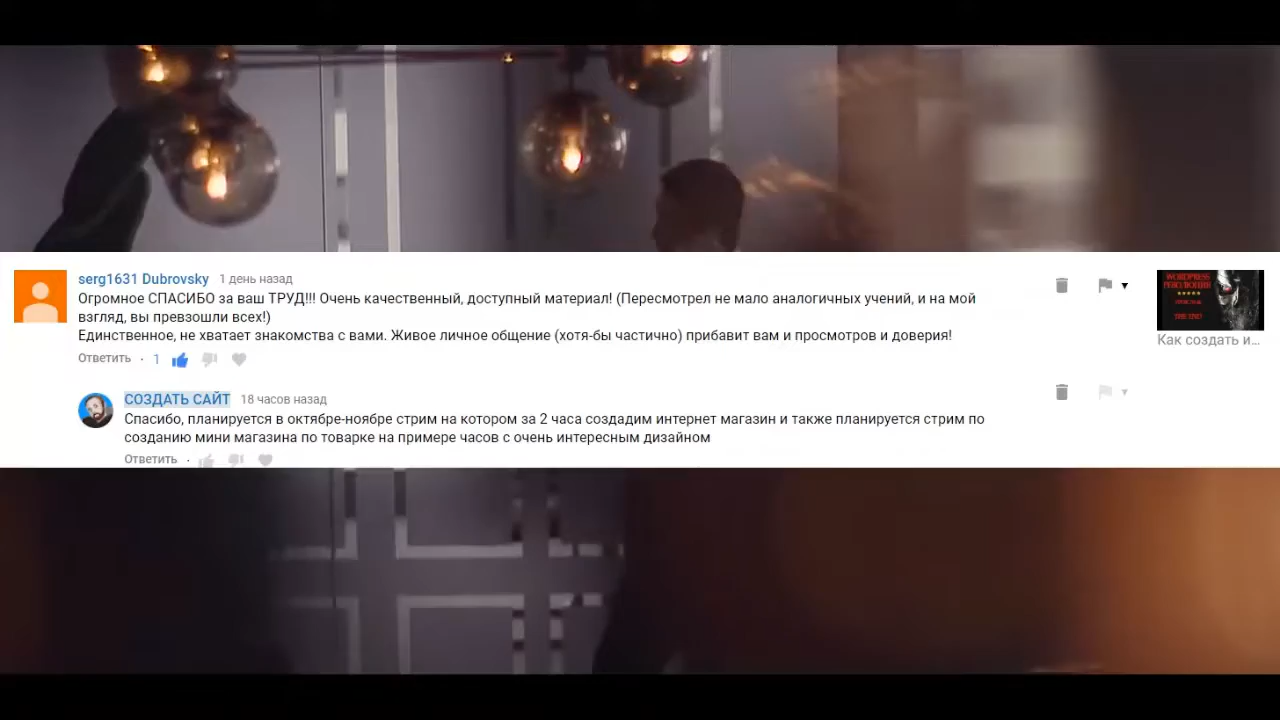 serg1631 Dubrovsky 1 день назад
Огромное СПАСИБО за ваш ТРУД!!! Очень качественный, доступный материал! (Пересмотрел не мало аналогичных учений, и на мой
взгляд, вы превзошли всех!)
Единственное, не хватает знакомства с вами. Живое личное общение (хотя-бы частично) прибавит вам и просмотров и доверия!
Ответить · 1
WORDPRESS
РЕВОЛЮЦИЯ
Как создать и...
СОЗДАТЬ САЙТ 18 часов назад
Спасибо, планируется в октябре-ноябре стрим на котором за 2 часа создадим интернет магазин и также планируется стрим по
созданию мини магазина по товарке на примере часов с очень интересным дизайном
Ответить ·